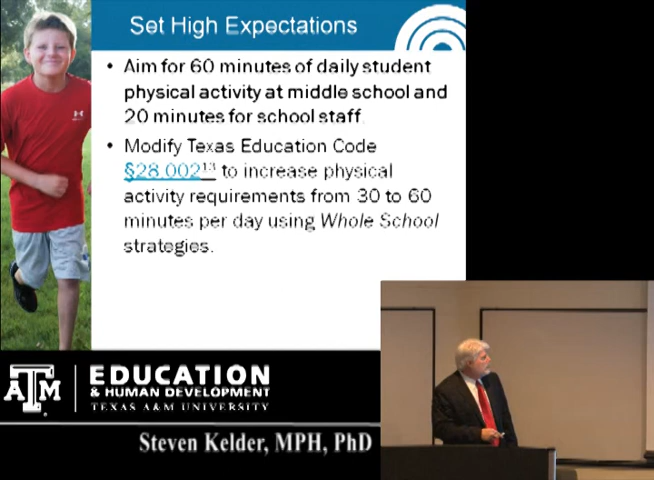 Set High Expectations
• Aim for 60 minutes of daily student
physical activity at middle school and
20 minutes for school staff.
• Modify Texas Education Code
§28.002¹³ to increase physical
activity requirements from 30 to 60
minutes per day using Whole School
strategies.
A͟T͟M
EDUCATION
& HUMAN DEVELOPMENT
TEXAS A&M UNIVERSITY
Steven Kelder, MPH, PhD